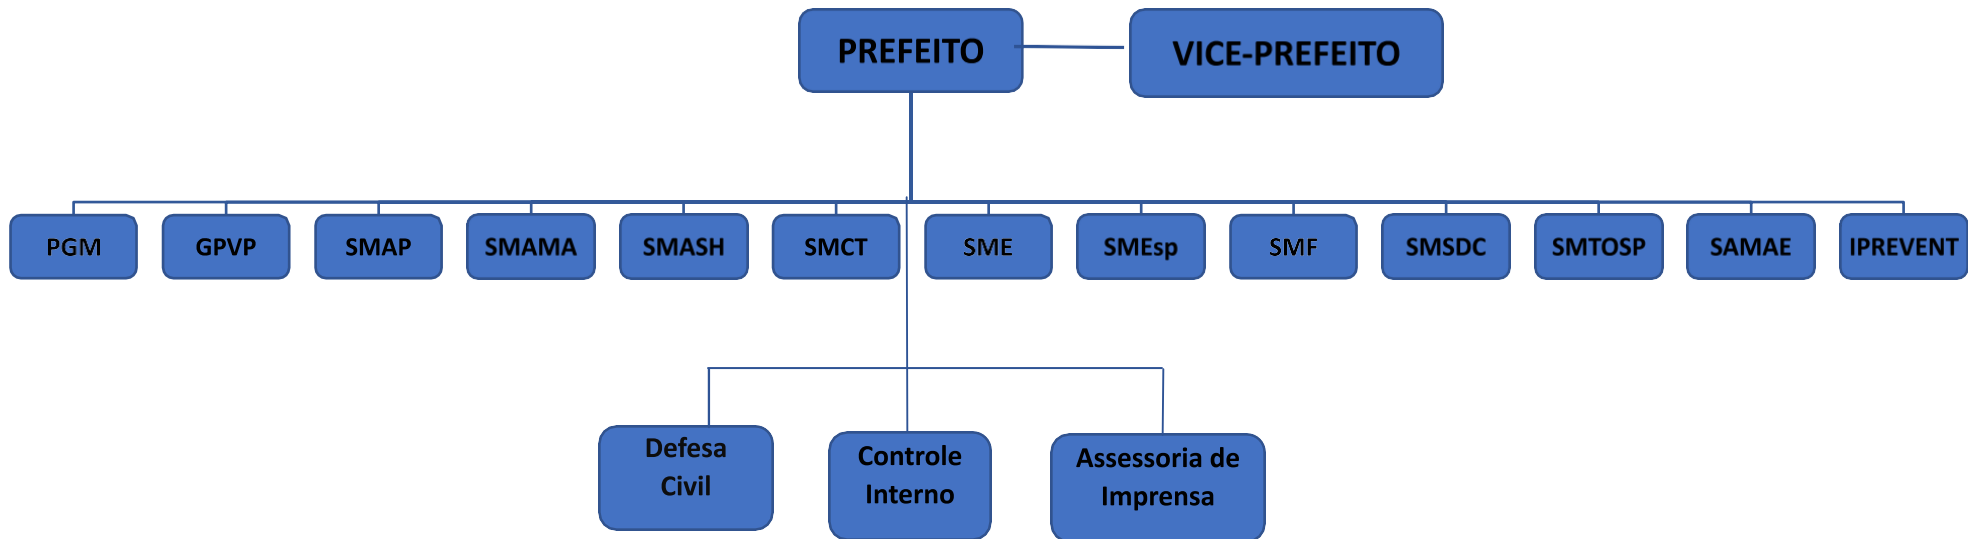 PREFEITO
VICE-PREFEITO
PGM
GPVP
SMAP
SMAMA
SMASH
SMCT
SME
SMEsp
SMF
SMSDC
SMTOSP
SAMAE
IPREVENT
Defesa
Civil
Controle
Interno
Assessoria de
Imprensa